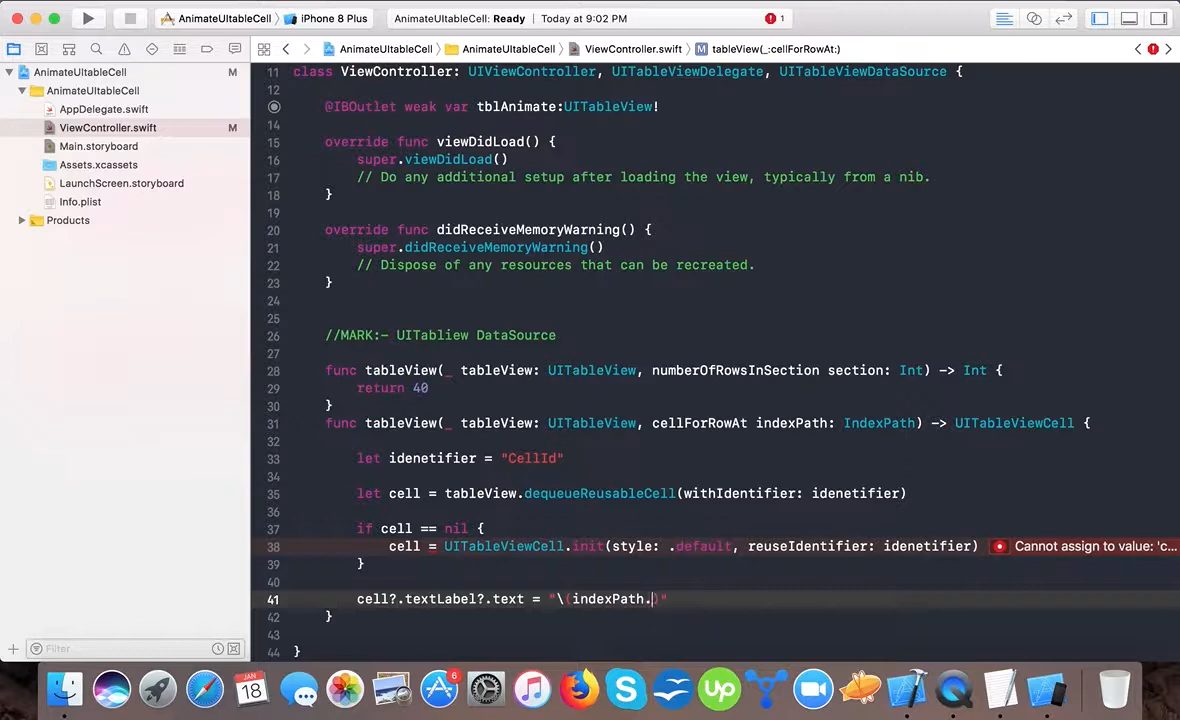 AnimateUItableCell
iPhone 8 Plus
AnimateUItableCell: Ready
Today at 9:02 PM
1
AnimateUItableCell
AnimateUItableCell
ViewController.swift
tableView(_:cellForRowAt:)
AnimateUItableCell M
AnimateUItableCell
AppDelegate.swift
ViewController.swift M
Main.storyboard
Assets.xcassets
LaunchScreen.storyboard
Info.plist
Products
11 class ViewController: UIViewController, UITableViewDelegate, UITableViewDataSource {
12
@IBOutlet weak var tblAnimate:UITableView!
14
15 override func viewDidLoad() {
16 super.viewDidLoad()
17 // Do any additional setup after loading the view, typically from a nib.
18 }
19
20 override func didReceiveMemoryWarning() {
21 super.didReceiveMemoryWarning()
22 // Dispose of any resources that can be recreated.
23 }
24
25
26 //MARK:- UITabliew DataSource
27
28 func tableView(_ tableView: UITableView, numberOfRowsInSection section: Int) -> Int {
29 return 40
30 }
31 func tableView(_ tableView: UITableView, cellForRowAt indexPath: IndexPath) -> UITableViewCell {
32
33 let idenetifier = "CellId"
34
35 let cell = tableView.dequeueReusableCell(withIdentifier: idenetifier)
36
37 if cell == nil {
38 cell = UITableViewCell.init(style: .default, reuseIdentifier: idenetifier) Cannot assign to value: 'c...
39 }
40
41 cell?.textLabel?.text = "\(indexPath.)"
42 }
43
44 }
Filter
JAN
18
6
Up